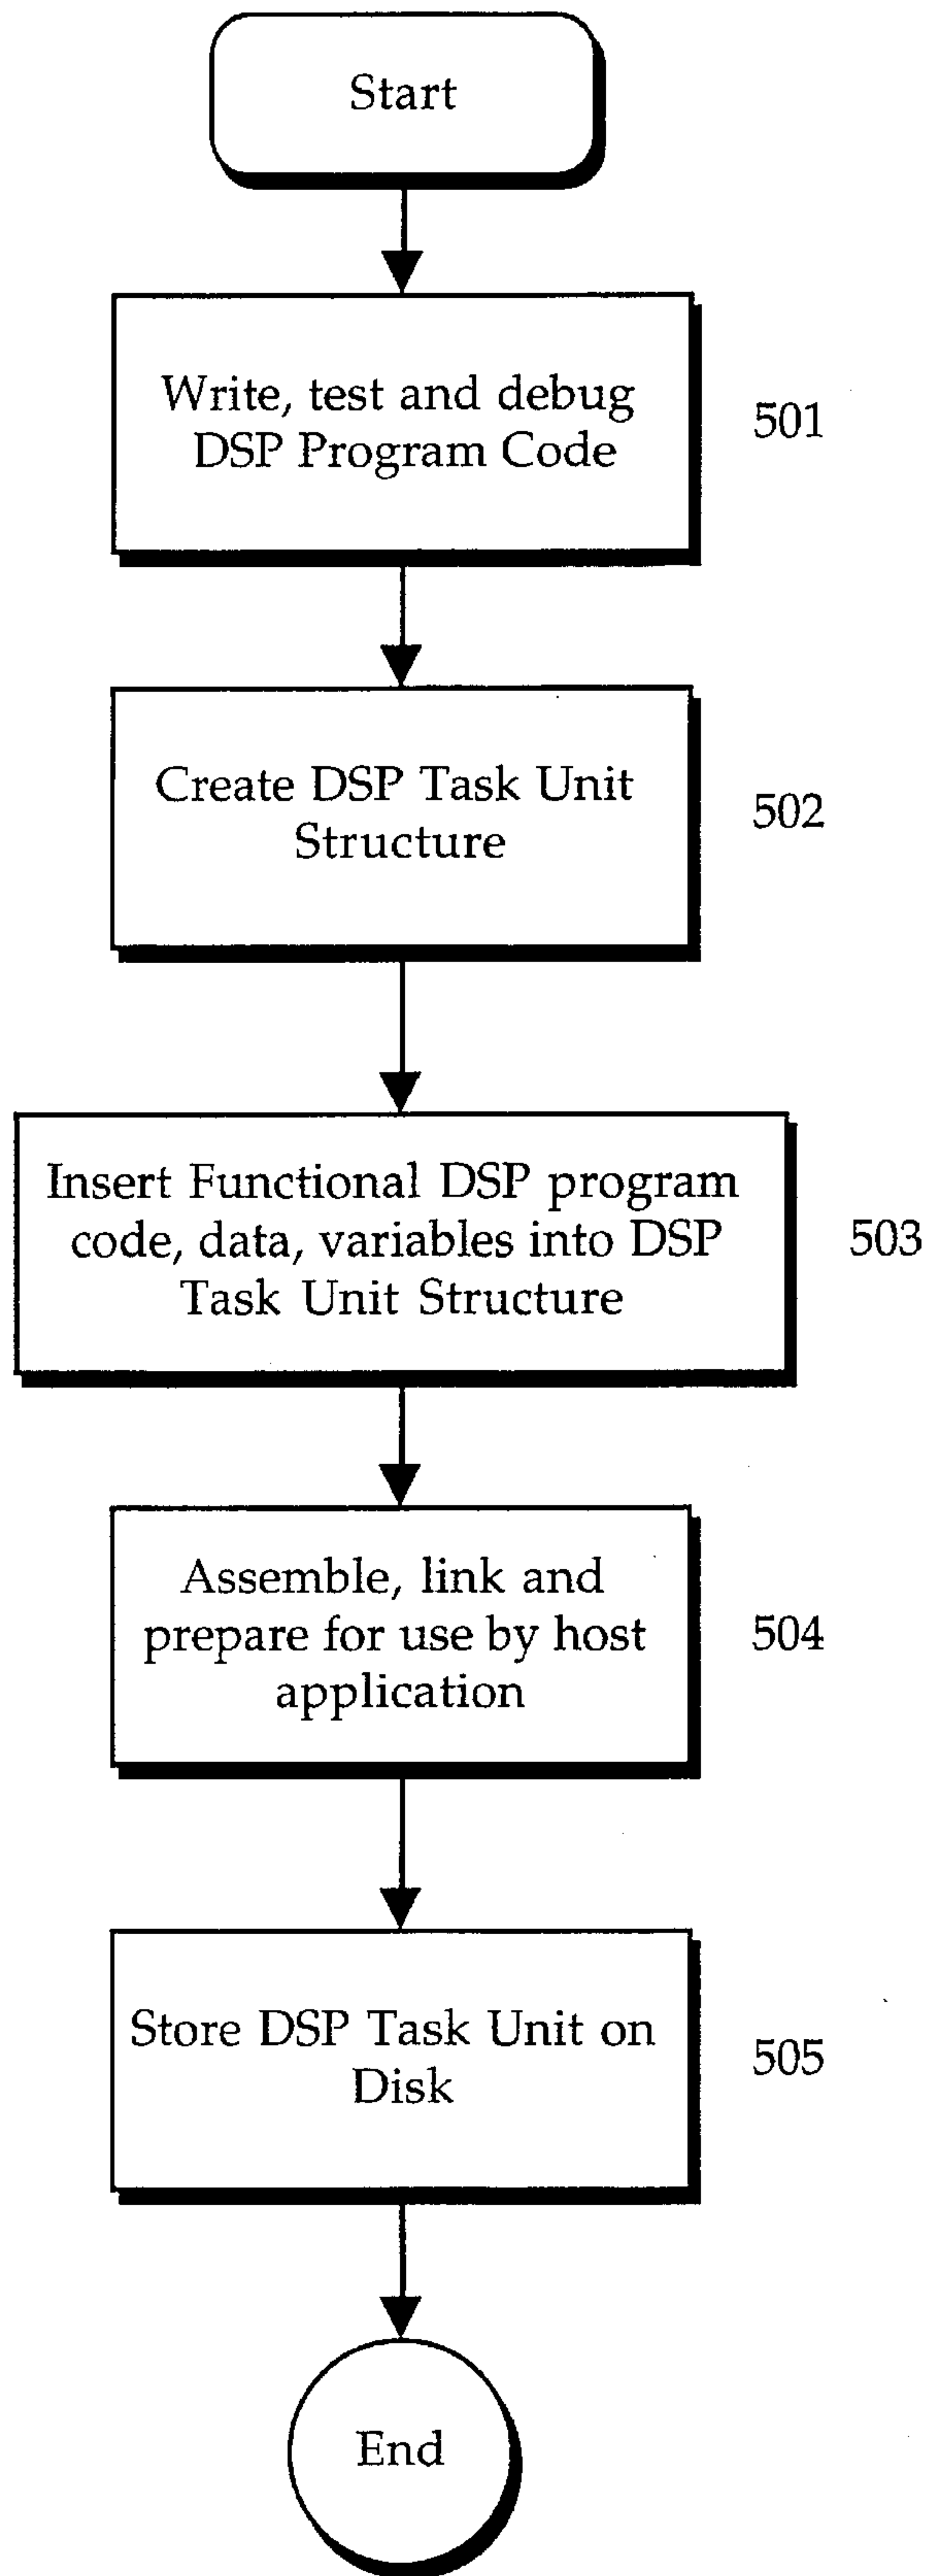 Start
Write, test and debug
DSP Program Code
501
Create DSP Task Unit
Structure
502
Insert Functional DSP program
code, data, variables into DSP
Task Unit Structure
503
Assemble, link and
prepare for use by host
application
504
Store DSP Task Unit on
Disk
505
End